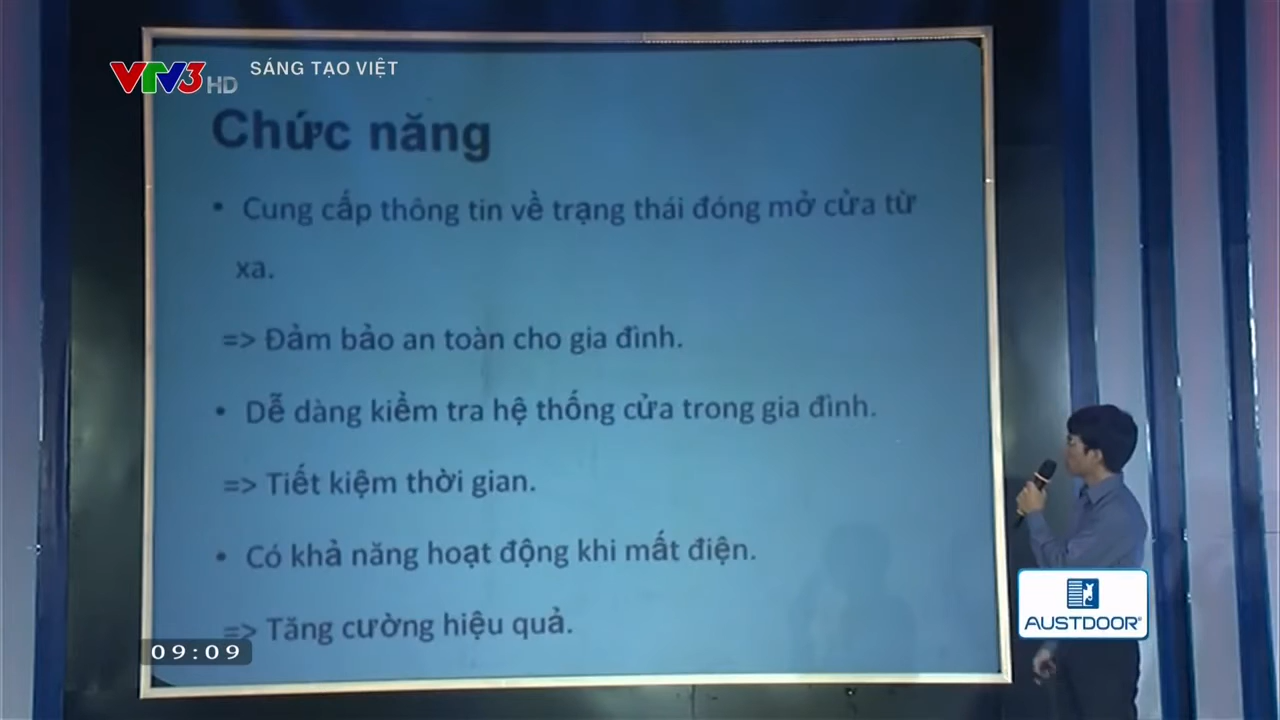 VTV3 HD
SÁNG TẠO VIỆT
Chức năng
• Cung cấp thông tin về trạng thái đóng mở cửa từ
xa.
=> Đảm bảo an toàn cho gia đình.
• Dễ dàng kiểm tra hệ thống cửa trong gia đình.
=> Tiết kiệm thời gian.
• Có khả năng hoạt động khi mất điện.
=> Tăng cường hiệu quả.
09:09
AUSTDOOR